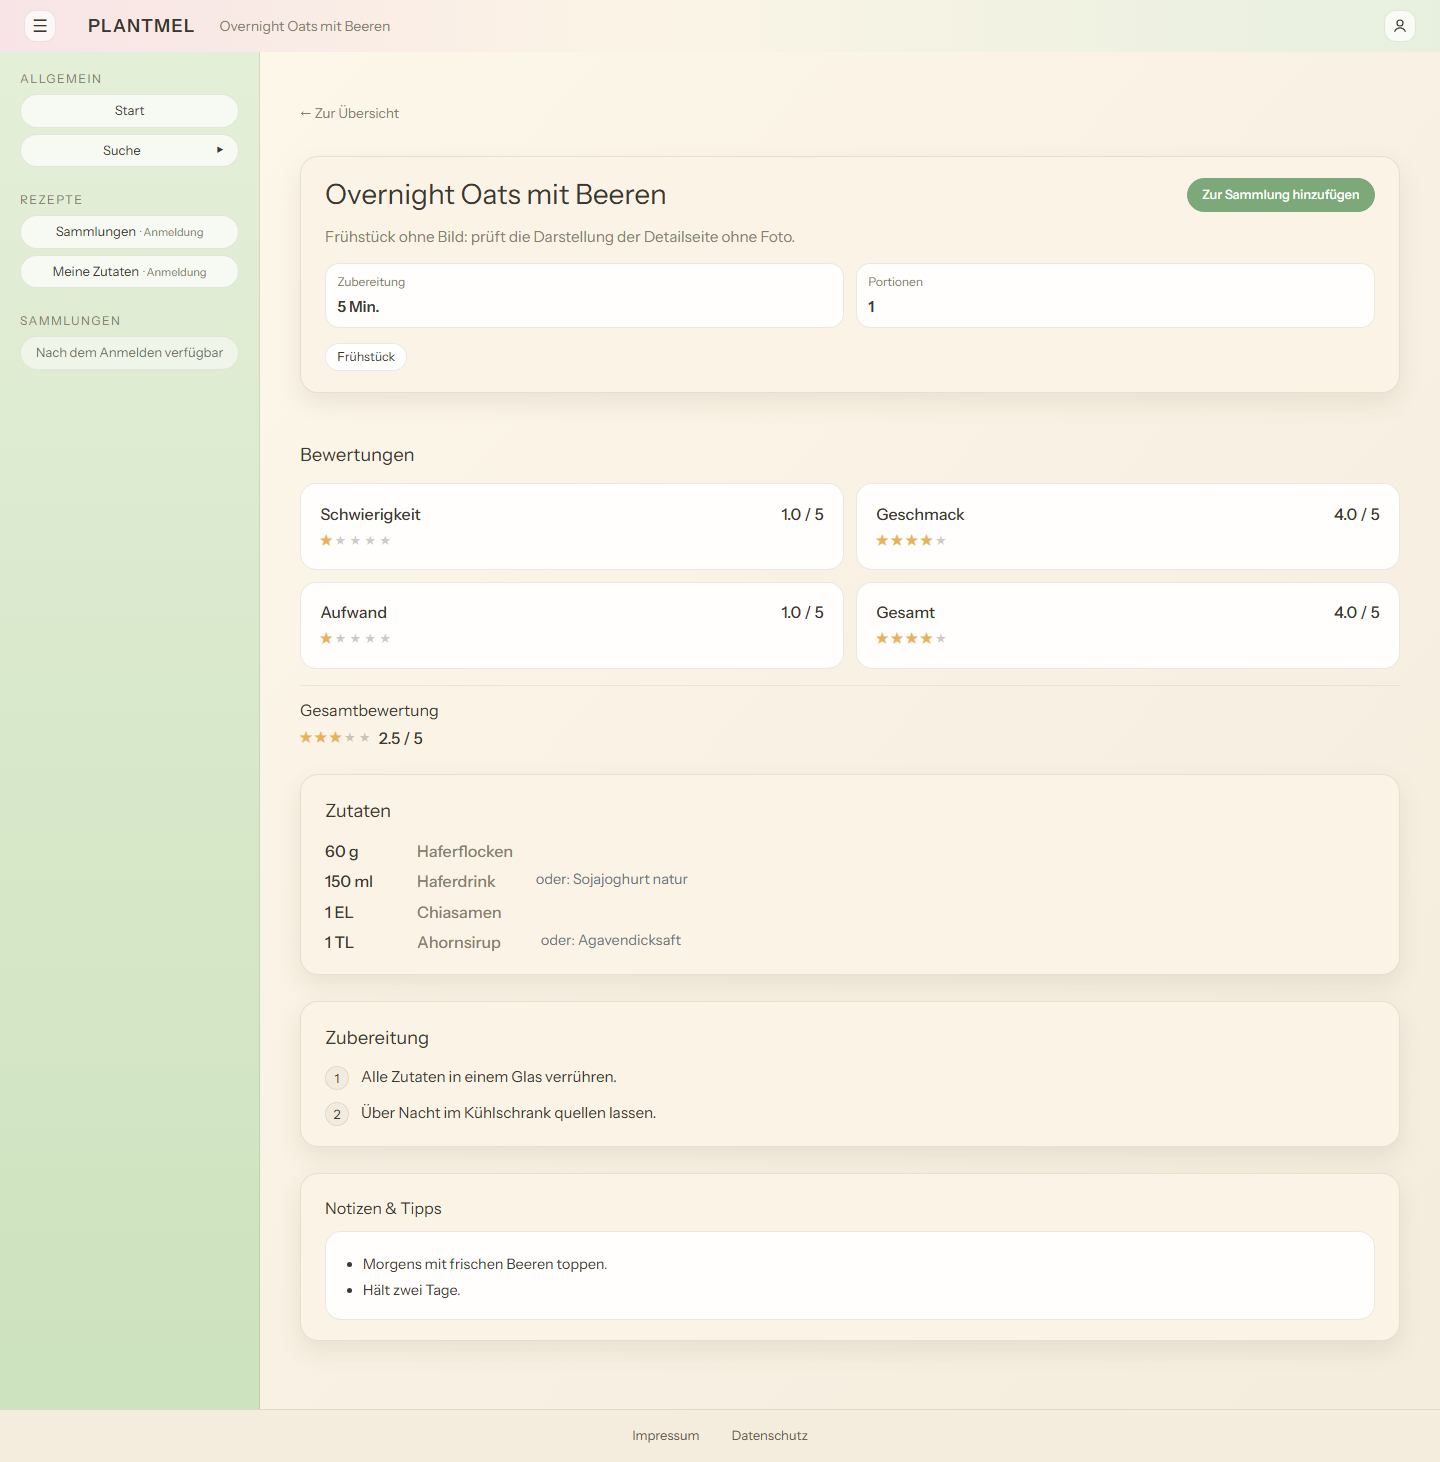 ☰ PLANTMEL Overnight Oats mit Beeren
ALLGEMEIN
Start
Suche ▸
REZEPTE
Sammlungen · Anmeldung
Meine Zutaten · Anmeldung
SAMMLUNGEN
Nach dem Anmelden verfügbar
← Zur Übersicht
Overnight Oats mit Beeren
Zur Sammlung hinzufügen
Frühstück ohne Bild: prüft die Darstellung der Detailseite ohne Foto.
Zubereitung
5 Min.
Portionen
1
Frühstück
Bewertungen
Schwierigkeit 1.0 / 5
★★★★★
Geschmack 4.0 / 5
★★★★★
Aufwand 1.0 / 5
★★★★★
Gesamt 4.0 / 5
★★★★★
Gesamtbewertung
★★★★★ 2.5 / 5
Zutaten
60 g Haferflocken
150 ml Haferdrink oder: Sojajoghurt natur
1 EL Chiasamen
1 TL Ahornsirup oder: Agavendicksaft
Zubereitung
1 Alle Zutaten in einem Glas verrühren.
2 Über Nacht im Kühlschrank quellen lassen.
Notizen & Tipps
• Morgens mit frischen Beeren toppen.
• Hält zwei Tage.
Impressum Datenschutz